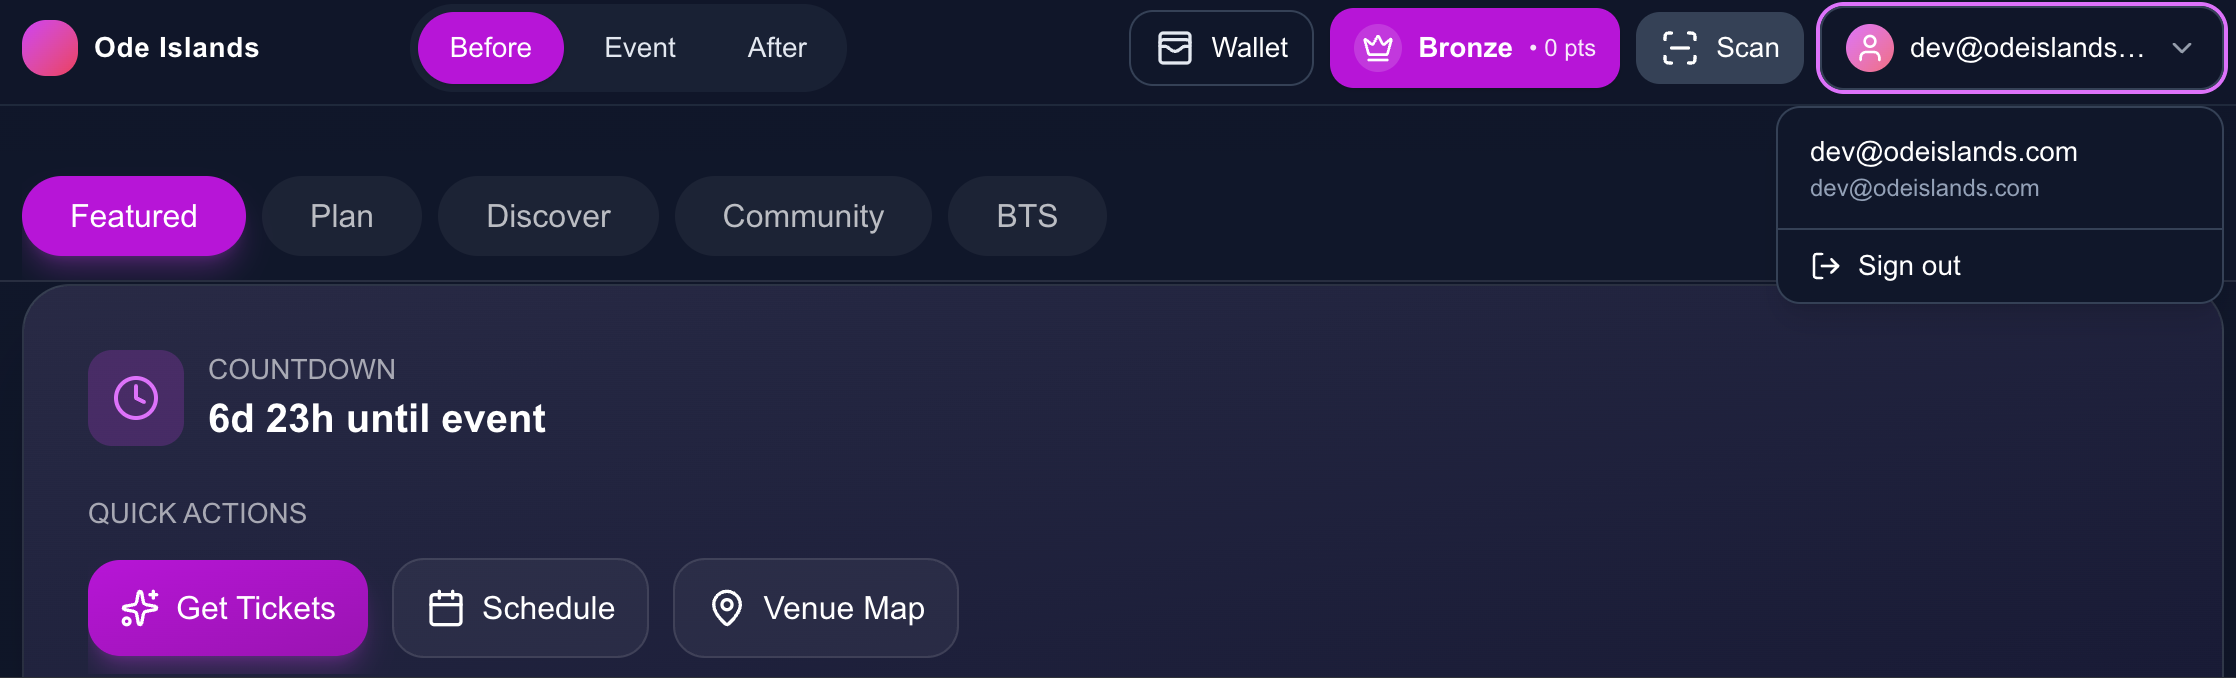 Ode Islands
Before Event After
Wallet
Bronze • 0 pts
Scan
dev@odeislands...
dev@odeislands.com
dev@odeislands.com
Sign out
Featured Plan Discover Community BTS
COUNTDOWN
6d 23h until event
QUICK ACTIONS
Get Tickets Schedule Venue Map